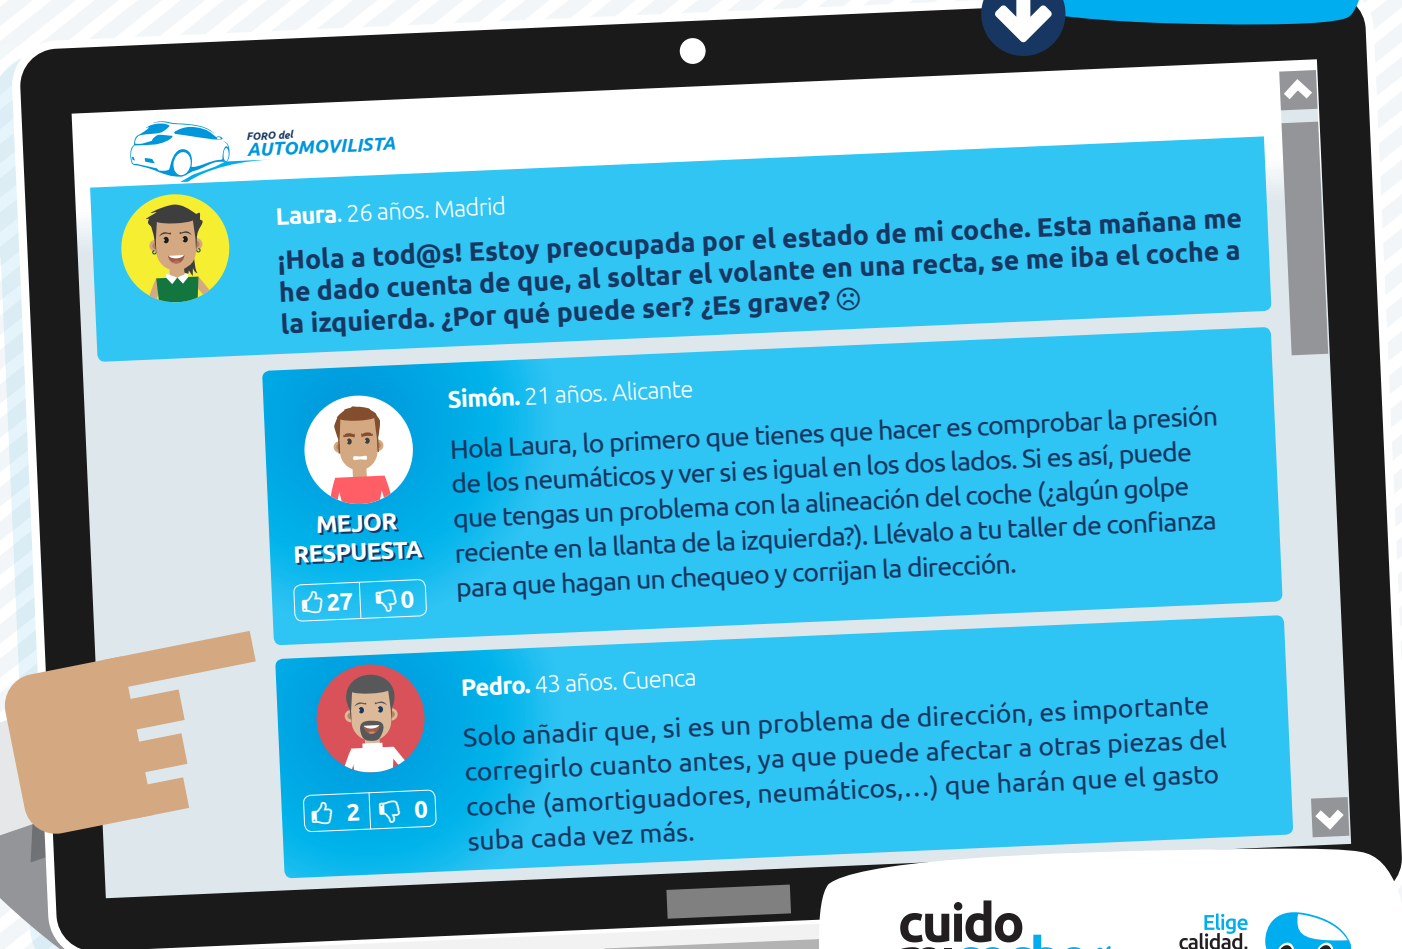 FORO del
AUTOMOVILISTA
Laura. 26 años. Madrid
¡Hola a tod@s! Estoy preocupada por el estado de mi coche. Esta mañana me
he dado cuenta de que, al soltar el volante en una recta, se me iba el coche a
la izquierda. ¿Por qué puede ser? ¿Es grave? ☹
Simón. 21 años. Alicante
Hola Laura, lo primero que tienes que hacer es comprobar la presión
de los neumáticos y ver si es igual en los dos lados. Si es así, puede
que tengas un problema con la alineación del coche (¿algún golpe
reciente en la llanta de la izquierda?). Llévalo a tu taller de confianza
para que hagan un chequeo y corrijan la dirección.
MEJOR
RESPUESTA
27 0
Pedro. 43 años. Cuenca
Solo añadir que, si es un problema de dirección, es importante
corregirlo cuanto antes, ya que puede afectar a otras piezas del
coche (amortiguadores, neumáticos,...) que harán que el gasto
suba cada vez más.
2 0
cuido
Elige
calidad.